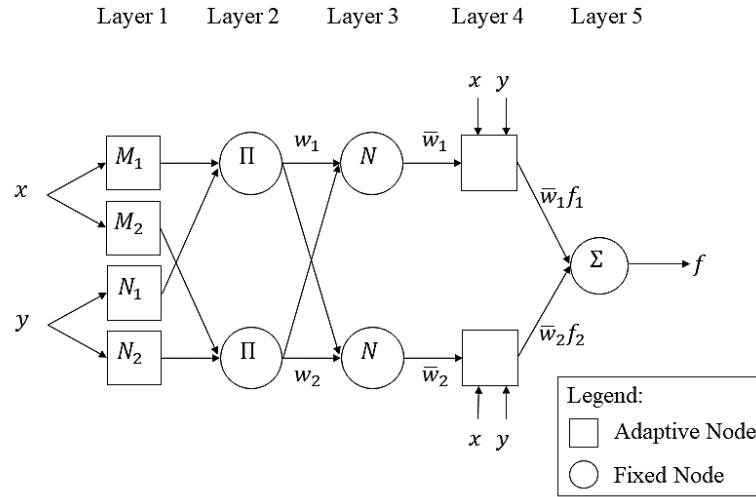 Layer 1 Layer 2 Layer 3 Layer 4 Layer 5
x y
M₁ Π w₁ N w̅₁
x
M₂ w̅₁f₁
N₁ Σ f
y
N₂ Π w₂ N w̅₂ w̅₂f₂
x y
Legend:
Adaptive Node
Fixed Node